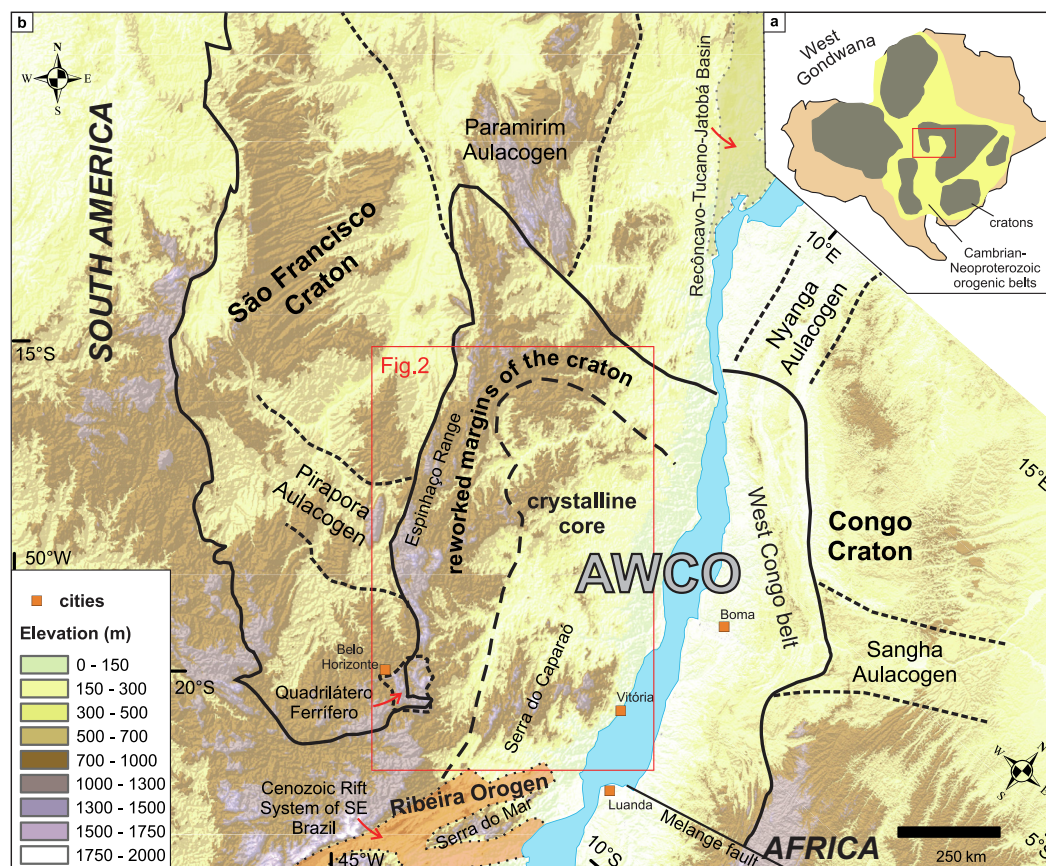 b
N
W
E
S
SOUTH AMERICA
São Francisco
Craton
Paramirim
Aulacogen
Recôncavo-Tucano-Jatobá Basin
a
West
Gondwana
cratons
Cambrian-
Neoproterozoic
orogenic belts
10°E
Nyanga
Aulacogen
15°S
Fig.2
reworked margins of the craton
Espinhaço Range
Pirapora
Aulacogen
crystalline
core
AWCO
West Congo belt
Congo
Craton
15°E
50°W
Boma
Sangha
Aulacogen
Belo
Horizonte
20°S
Quadrilátero
Ferrífero
Serra do Caparaó
Vitória
Cenozoic Rift
System of SE
Brazil
Ribeira Orogen
Serra do Mar
Luanda
Melange fault
AFRICA
45°W
10°S
5°S
N
W
E
S
250 km
cities
Elevation (m)
0 - 150
150 - 300
300 - 500
500 - 700
700 - 1000
1000 - 1300
1300 - 1500
1500 - 1750
1750 - 2000